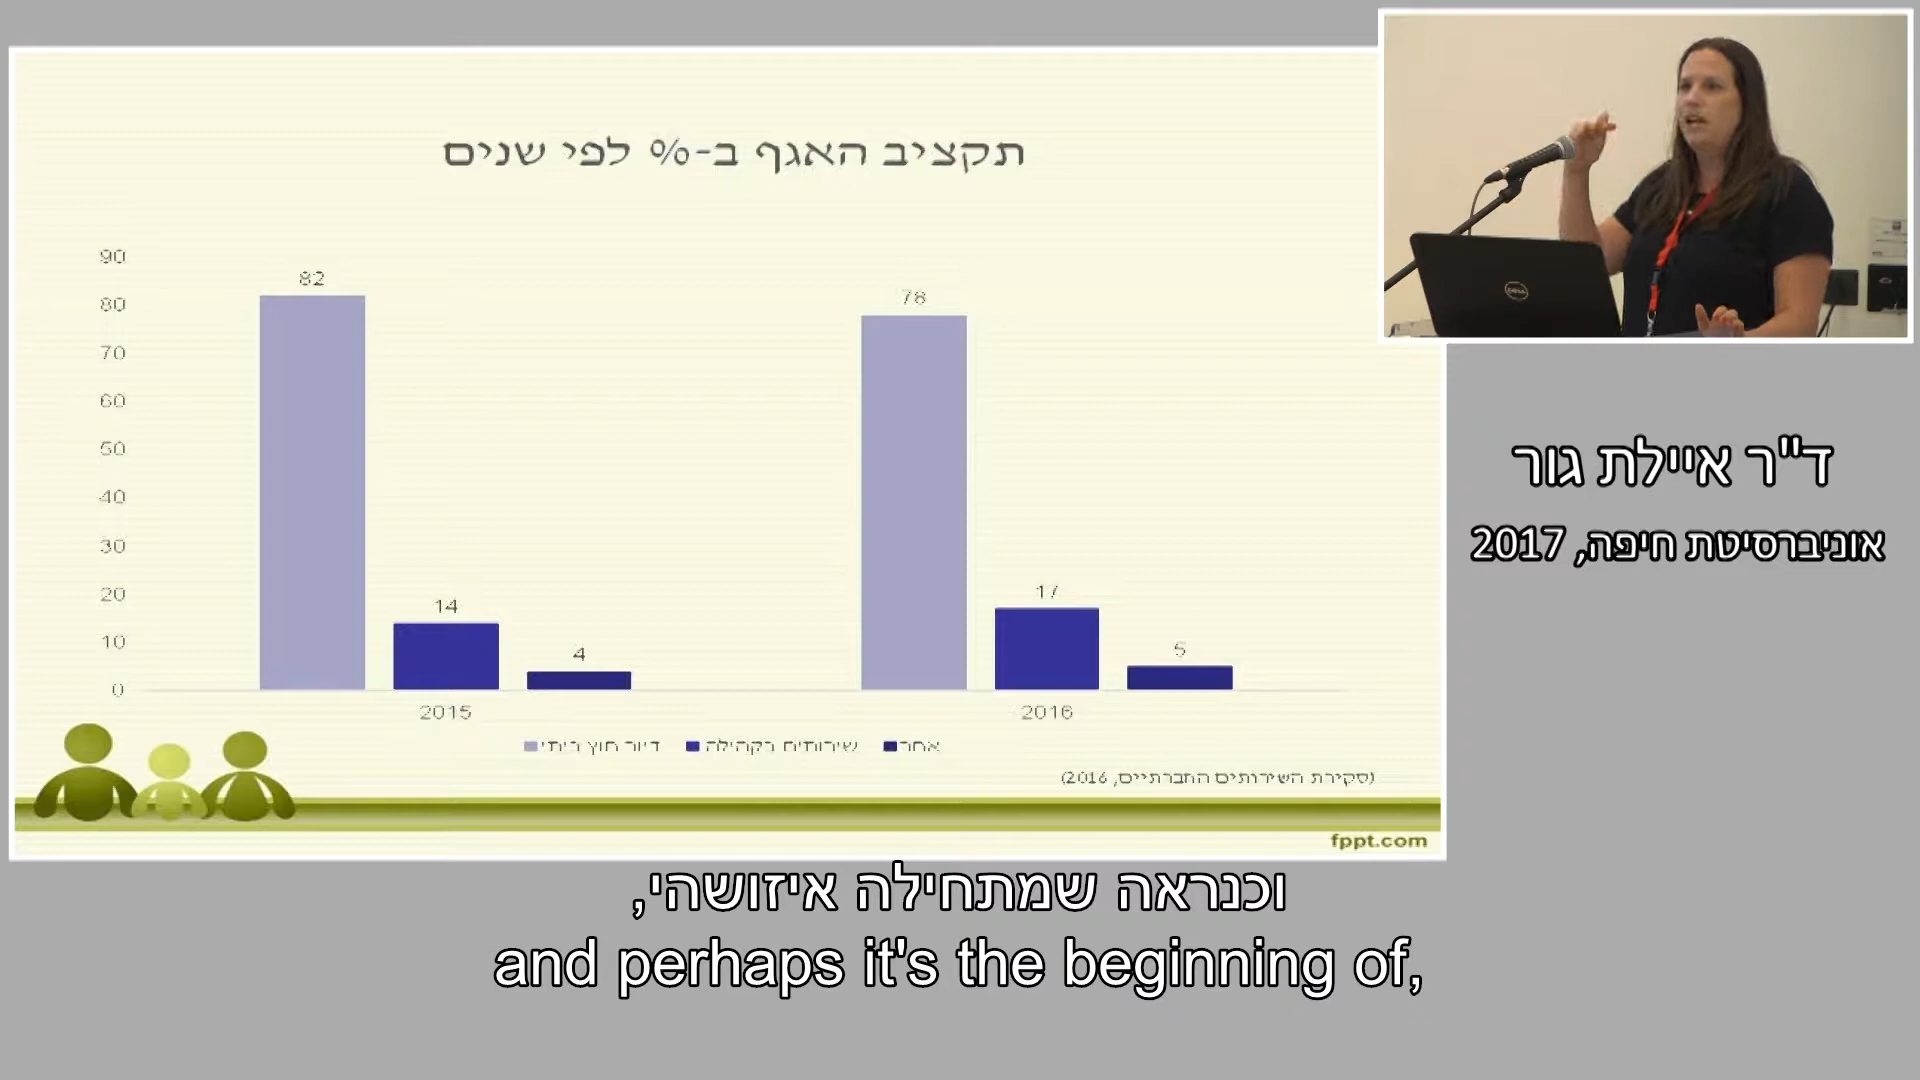 תקציב האגף ב-% לפי שנים
90
80
70
60
50
40
30
20
10
0
82
14
4
78
17
5
2015
2016
דיור חוץ ביתי
שירותים בקהילה
אחר
(סקירת השירותים החברתיים, 2016)
fppt.com
DELL
ד"ר איילת גור
אוניברסיטת חיפה, 2017
וכנראה שמתחילה איזושהי,
and perhaps it's the beginning of,